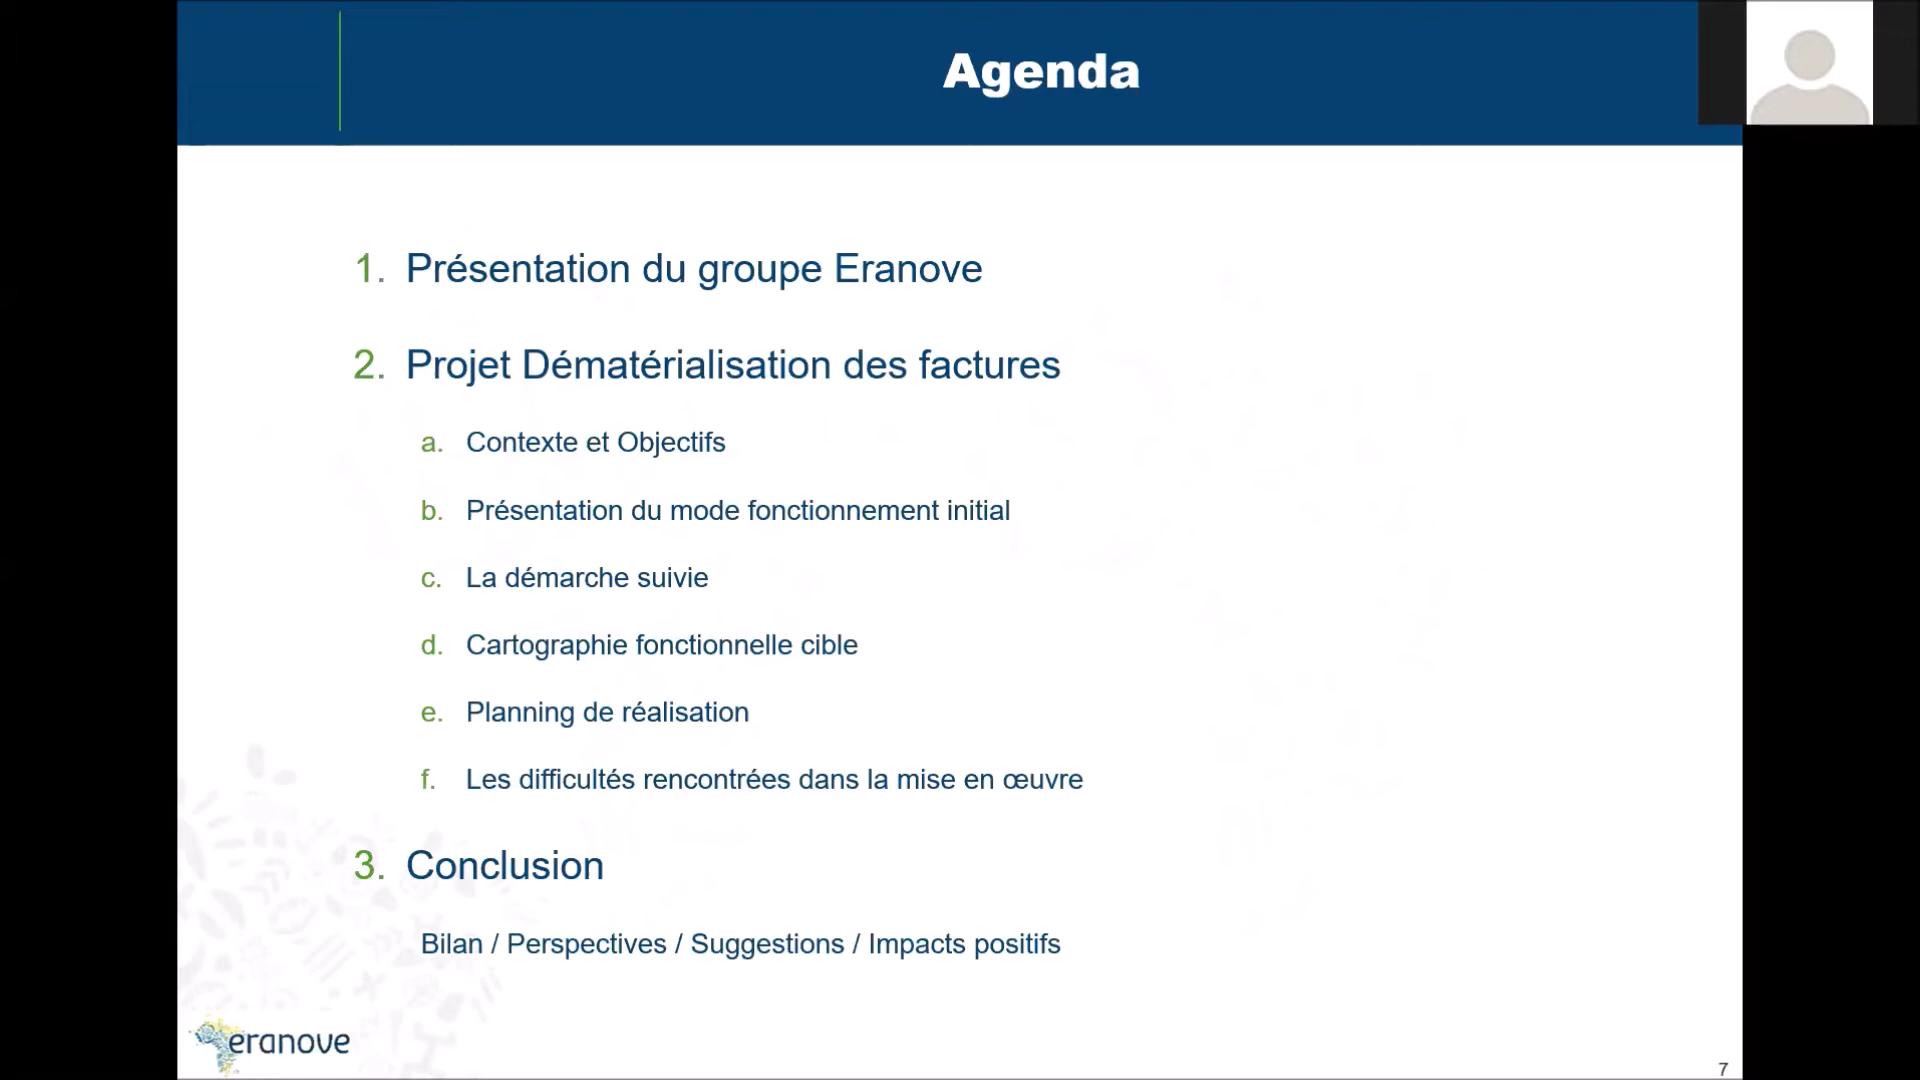 Agenda
1. Présentation du groupe Eranove
2. Projet Dématérialisation des factures
a. Contexte et Objectifs
b. Présentation du mode fonctionnement initial
c. La démarche suivie
d. Cartographie fonctionnelle cible
e. Planning de réalisation
f. Les difficultés rencontrées dans la mise en œuvre
3. Conclusion
Bilan / Perspectives / Suggestions / Impacts positifs
eranove
7